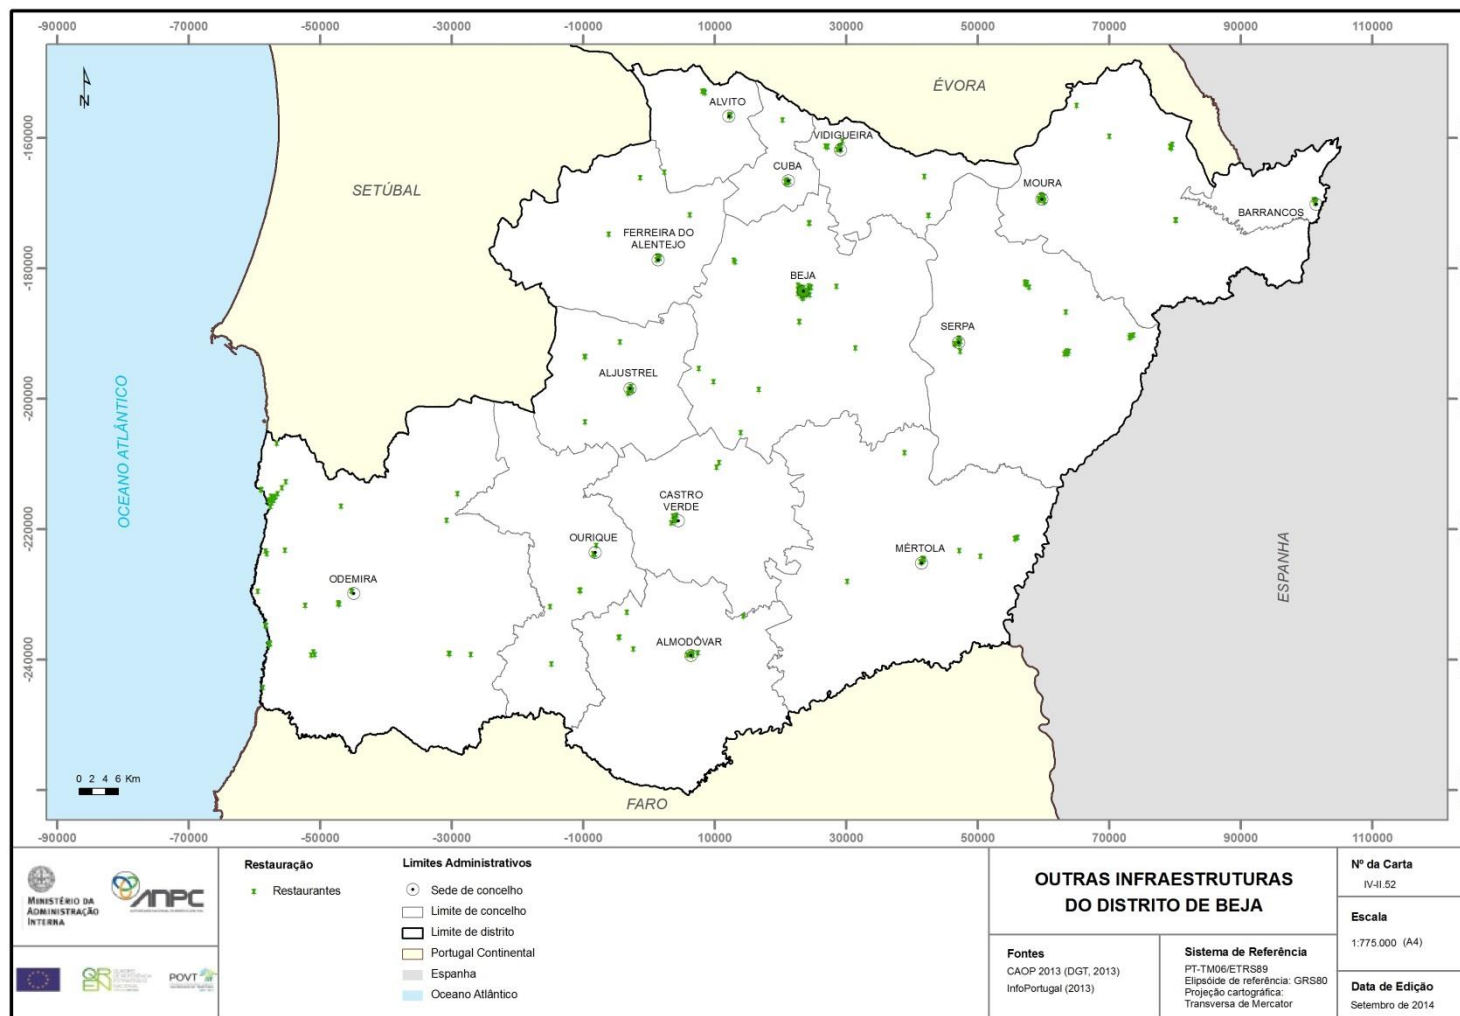 -90000 -70000 -50000 -30000 -10000 10000 30000 50000 70000 90000 110000
-160000
-180000
-200000
-220000
-240000
N
ÉVORA
ALVITO
VIDIGUEIRA
CUBA
SETÚBAL
MOURA
BARRANCOS
FERREIRA DO
ALENTEJO
BEJA
SERPA
ALJUSTREL
OCEANO ATLÂNTICO
CASTRO
VERDE
OURIQUE
MÉRTOLA
ESPANHA
ODEMIRA
ALMODÔVAR
0 2 4 6 Km
FARO
-160000
-180000
-200000
-220000
-240000
-90000 -70000 -50000 -30000 -10000 10000 30000 50000 70000 90000 110000
MINISTÉRIO DA
ADMINISTRAÇÃO
INTERNA
ANPC
QREN
POVT
Restauração
Restaurantes
Limites Administrativos
Sede de concelho
Limite de concelho
Limite de distrito
Portugal Continental
Espanha
Oceano Atlântico
OUTRAS INFRAESTRUTURAS
DO DISTRITO DE BEJA
Fontes
CAOP 2013 (DGT, 2013)
InfoPortugal (2013)
Sistema de Referência
PT-TM06/ETRS89
Elipsóide de referência: GRS80
Projeção cartográfica:
Transversa de Mercator
Nº da Carta
IV-II.52
Escala
1:775.000 (A4)
Data de Edição
Setembro de 2014